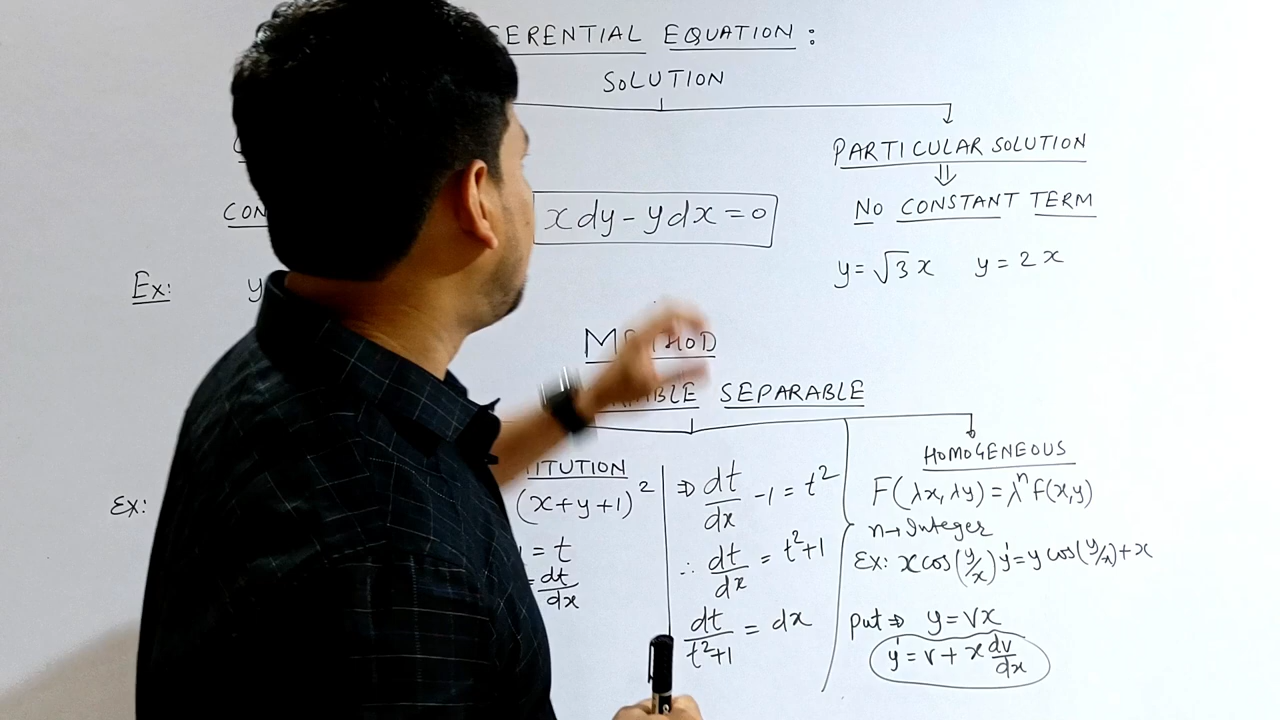 ERENTIAL EQUATION :
SOLUTION
PARTICULAR SOLUTION
⇓
CON
xdy - ydx = 0
NO CONSTANT TERM
Ex: y
y = √3 x y = 2x
METHOD
SEPARABLE
HOMOGENEOUS
TITUTION
Ex: (x+y+1)²
= t
= dt/dx
⇒ dt/dx - 1 = t²
∴ dt/dx = t²+1
dt/t²+1 = dx
F(λx, λy) = λⁿ f(x,y)
n→Integer
Ex: x cos(y/x) y' = y cos(y/x) + x
put ⇒ y = vx
y' = v + x dv/dx